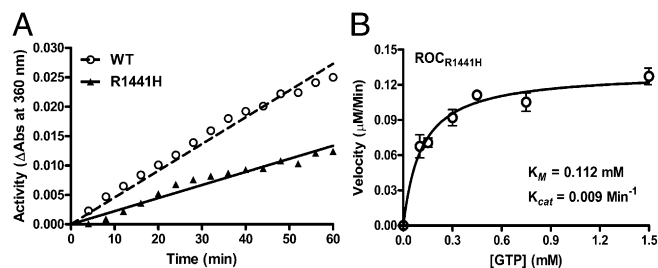 A
Activity (ΔAbs at 360 nm)
0.030
0.025
0.020
0.015
0.010
0.005
0.000
WT
R1441H
0 10 20 30 40 50 60
Time (min)
B
Velocity (µM/Min)
0.15
0.12
0.09
0.06
0.03
0.00
ROC R1441H
K M = 0.112 mM
K cat = 0.009 Min -1
0.0 0.3 0.6 0.9 1.2 1.5
[GTP] (mM)